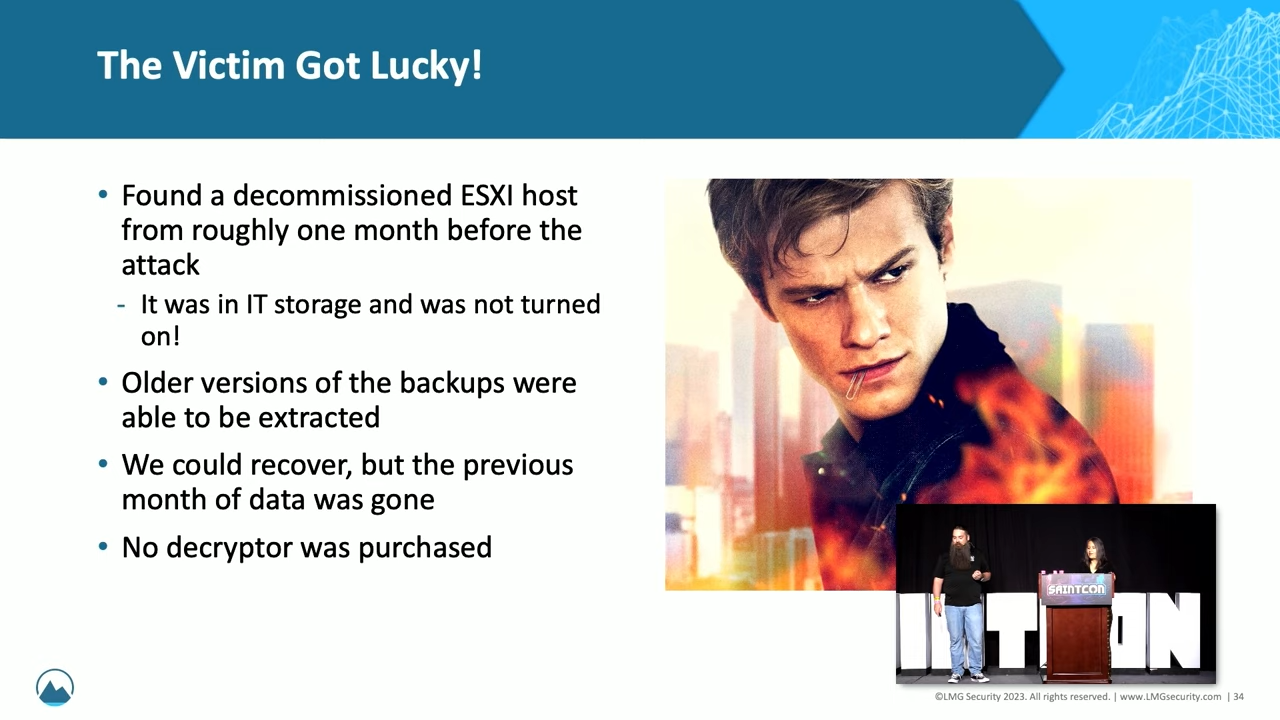 The Victim Got Lucky!
• Found a decommissioned ESXI host
from roughly one month before the
attack
- It was in IT storage and was not turned
on!
• Older versions of the backups were
able to be extracted
• We could recover, but the previous
month of data was gone
• No decryptor was purchased
SAINTCON
©LMG Security 2023. All rights reserved. | www.LMGsecurity.com | 34